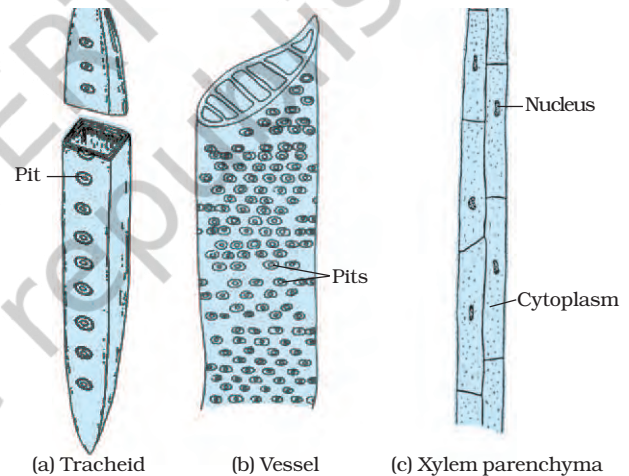 Nucleus
Pit
Pits
Cytoplasm
(a) Tracheid
(b) Vessel
(c) Xylem parenchyma